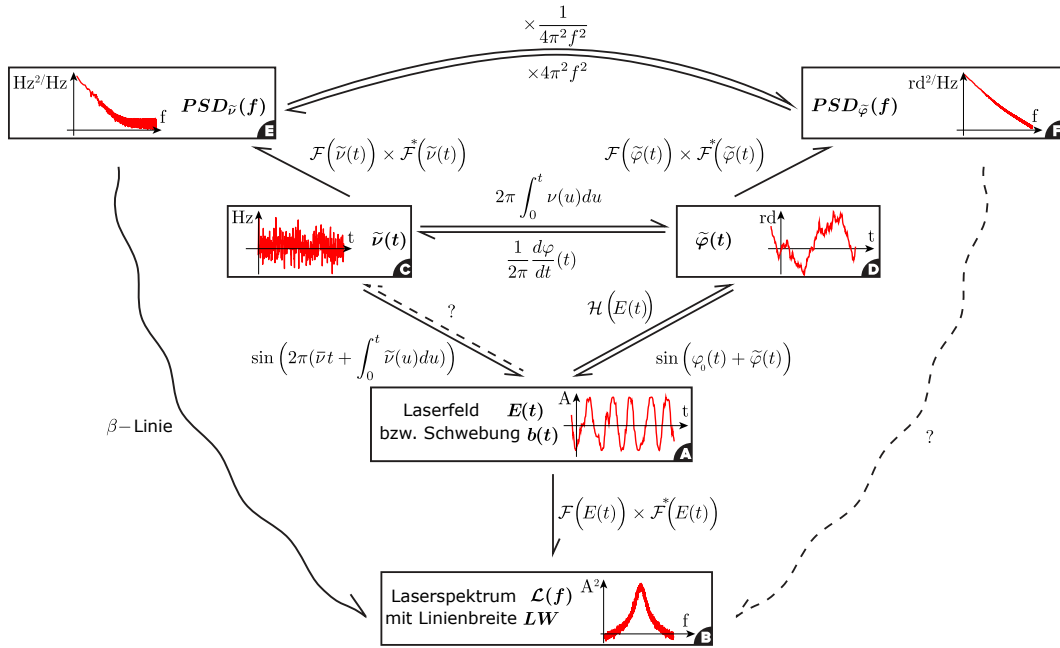 × 1/(4π²f²)
×4π²f²
Hz²/Hz
PSD_ν̃(f)
f
E
PSD_φ̃(f)
rd²/Hz
f
F
F(ν̃(t)) × F*(ν̃(t))
F(φ̃(t)) × F*(φ̃(t))
2π ∫₀ᵗ ν(u)du
Hz
t
ν̃(t)
C
φ̃(t)
rd
t
D
1/(2π) dφ/dt (t)
?
H(E(t))
sin(2π(ν̄t + ∫₀ᵗ ν̃(u)du))
sin(φ₀(t) + φ̃(t))
Laserfeld E(t)
bzw. Schwebung b(t)
A
t
A
β− Linie
?
F(E(t)) × F*(E(t))
Laserspektrum ℒ(f)
mit Linienbreite LW
A²
f
B